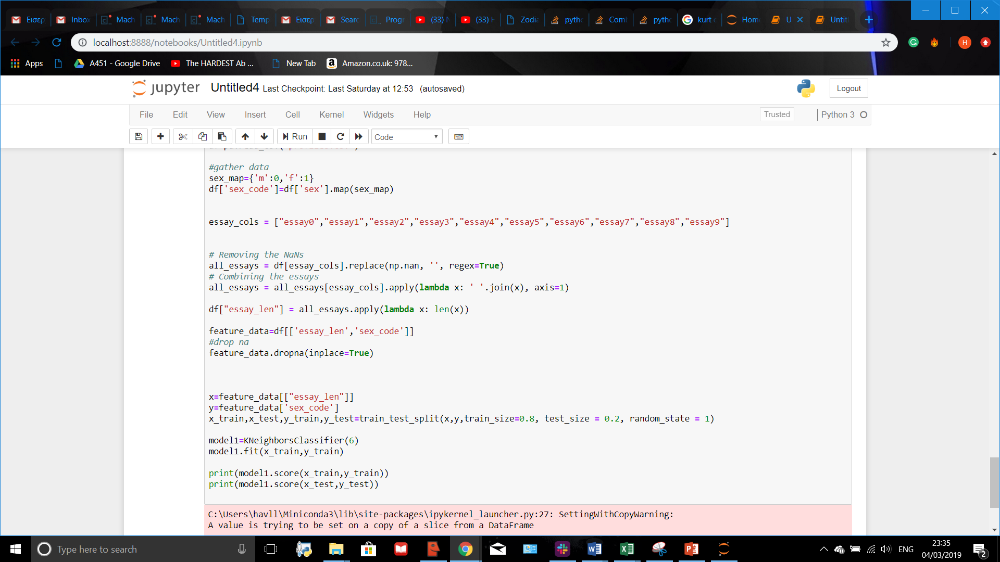 Εισερ
Inbo
Mach
Mach
Mach
Temp
Εισερ
Searc
Progr
(33) N
(33) H
Zodia
pytho
Comb
pytho
kurt c
Home
U
Untitl
localhost:8888/notebooks/Untitled4.ipynb
H
Apps
A451 - Google Drive
The HARDEST Ab ...
New Tab
Amazon.co.uk: 978...
jupyter
Untitled4 Last Checkpoint: Last Saturday at 12:53 (autosaved)
Logout
File Edit View Insert Cell Kernel Widgets Help
Trusted
Python 3
Run
Code
#gather data
sex_map={'m':0,'f':1}
df['sex_code']=df['sex'].map(sex_map)
essay_cols = ["essay0","essay1","essay2","essay3","essay4","essay5","essay6","essay7","essay8","essay9"]
# Removing the NaNs
all_essays = df[essay_cols].replace(np.nan, '', regex=True)
# Combining the essays
all_essays = all_essays[essay_cols].apply(lambda x: ' '.join(x), axis=1)
df["essay_len"] = all_essays.apply(lambda x: len(x))
feature_data=df[['essay_len','sex_code']]
#drop na
feature_data.dropna(inplace=True)
x=feature_data[["essay_len"]]
y=feature_data['sex_code']
x_train,x_test,y_train,y_test=train_test_split(x,y,train_size=0.8, test_size = 0.2, random_state = 1)
model1=KNeighborsClassifier(6)
model1.fit(x_train,y_train)
print(model1.score(x_train,y_train))
print(model1.score(x_test,y_test))
C:\Users\havll\Miniconda3\lib\site-packages\ipykernel_launcher.py:27: SettingWithCopyWarning:
A value is trying to be set on a copy of a slice from a DataFrame
Type here to search
ENG
23:35
04/03/2019
2